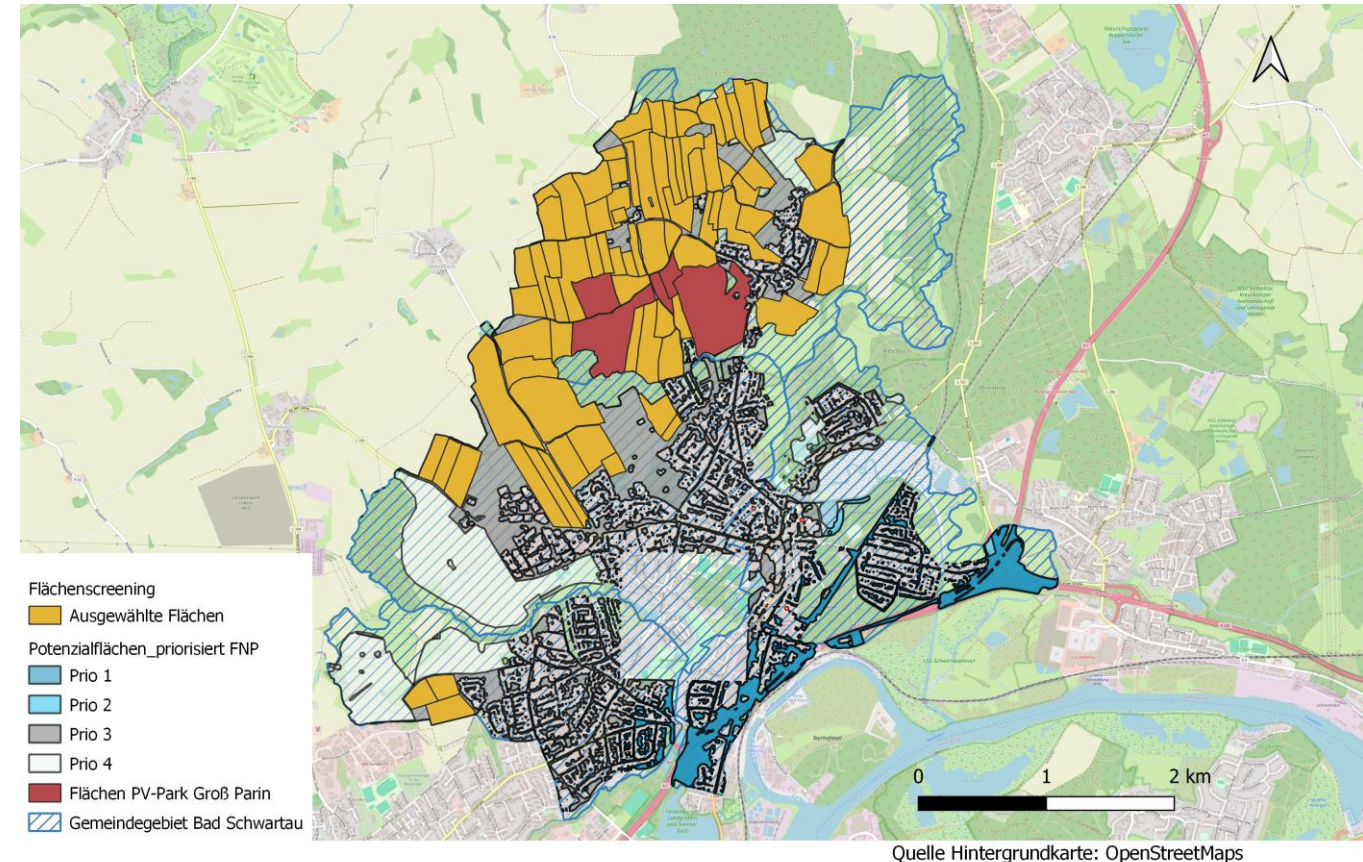 0
1
2 km
Flächenscreening
Ausgewählte Flächen
Potenzialflächen_priorisiert FNP
Prio 1
Prio 2
Prio 3
Prio 4
Flächen PV-Park Groß Parin
Gemeindegebiet Bad Schwartau
Quelle Hintergrundkarte: OpenStreetMaps